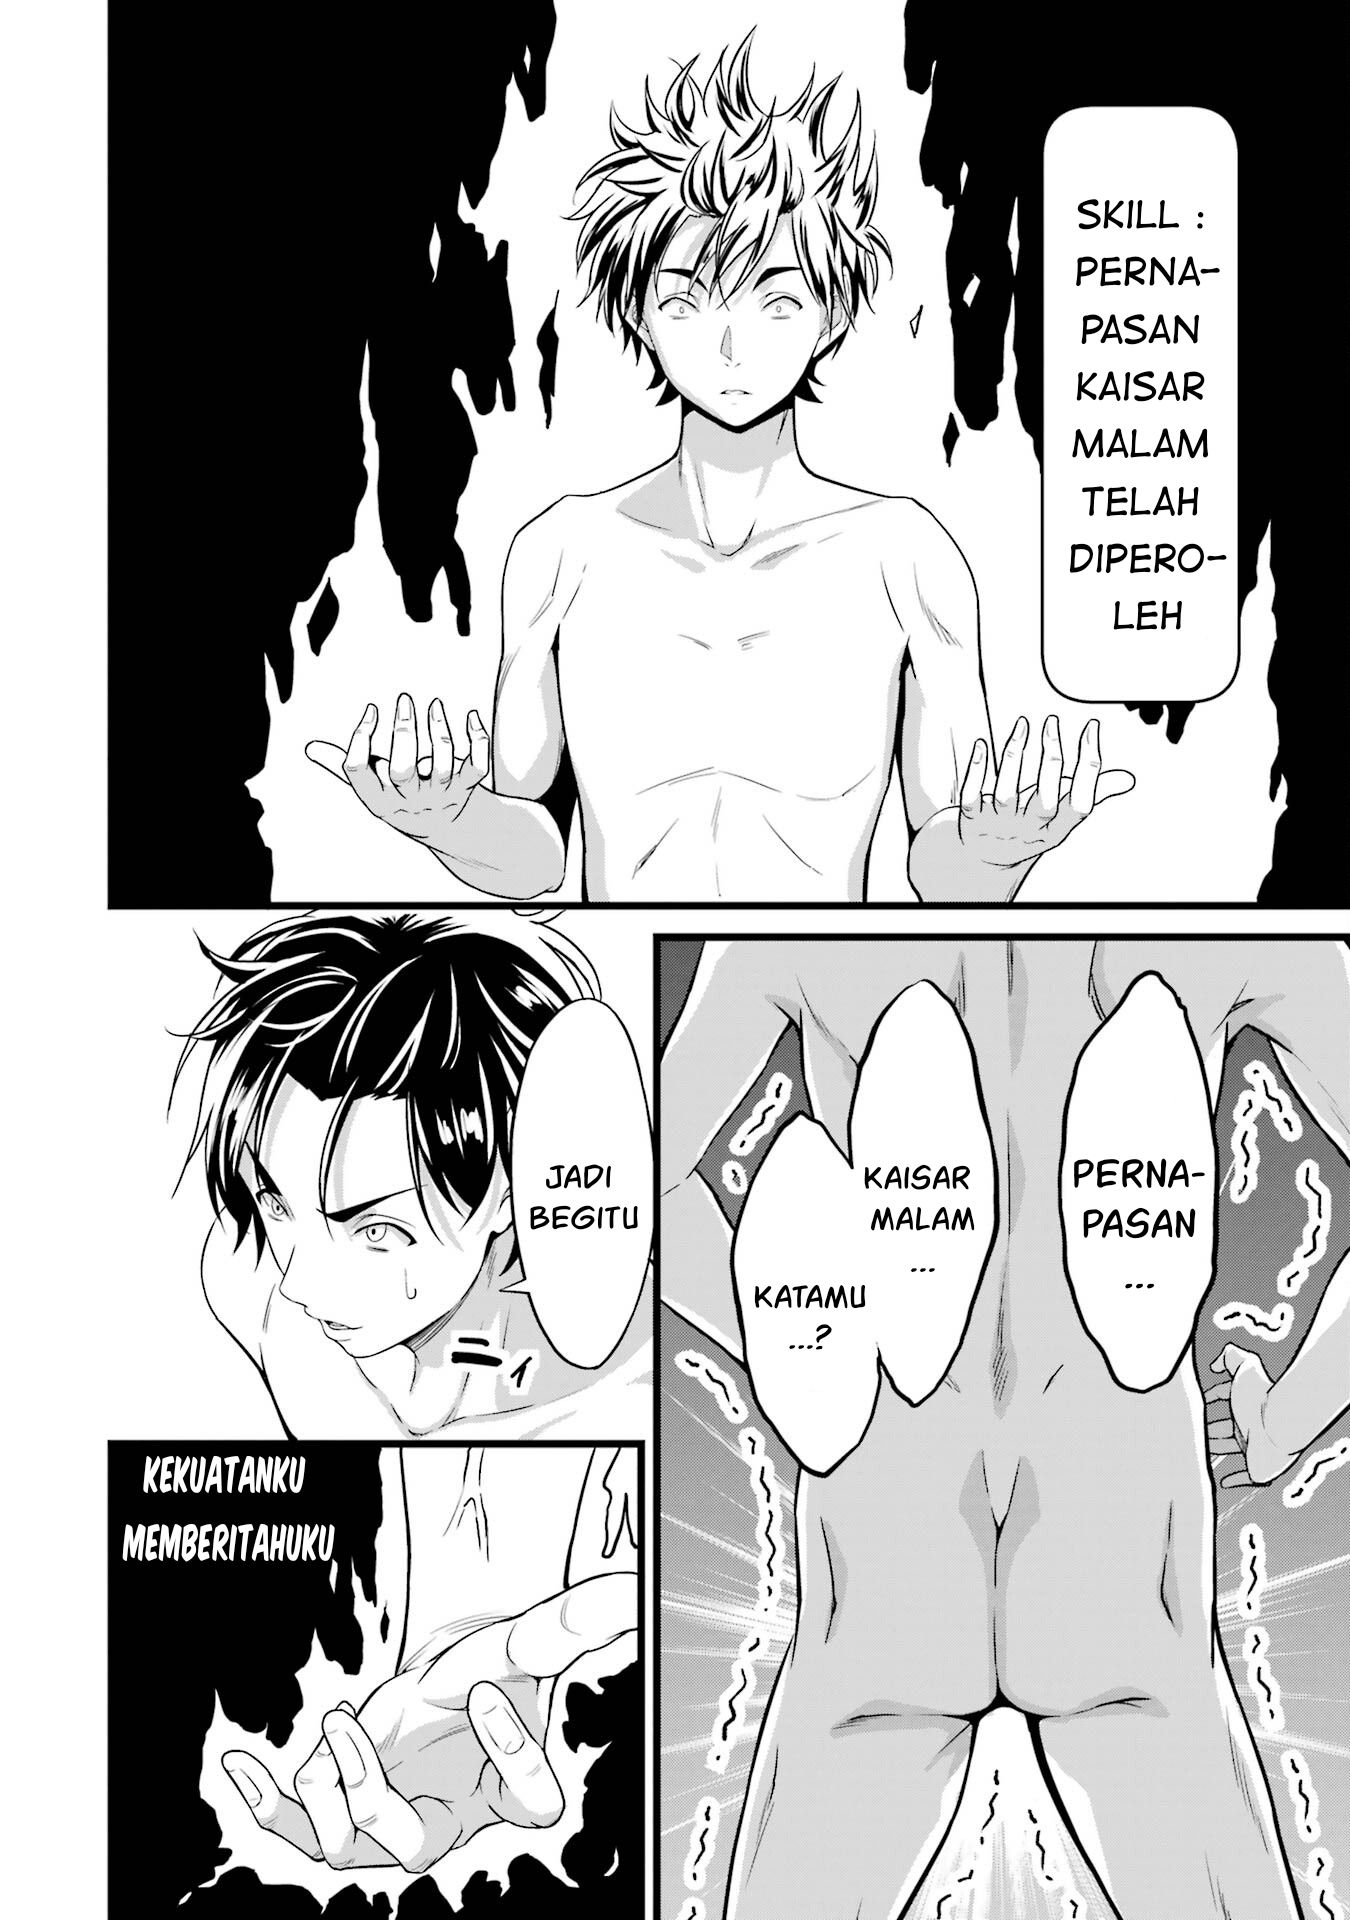 SKILL :
PERNA-
PASAN
KAISAR
MALAM
TELAH
DIPERO-
LEH
PERNA-
PASAN
...
KAISAR
MALAM
...
KATAMU
...?
JADI
BEGITU
ニィ
KEKUATANKU
MEMBERITAHUKU